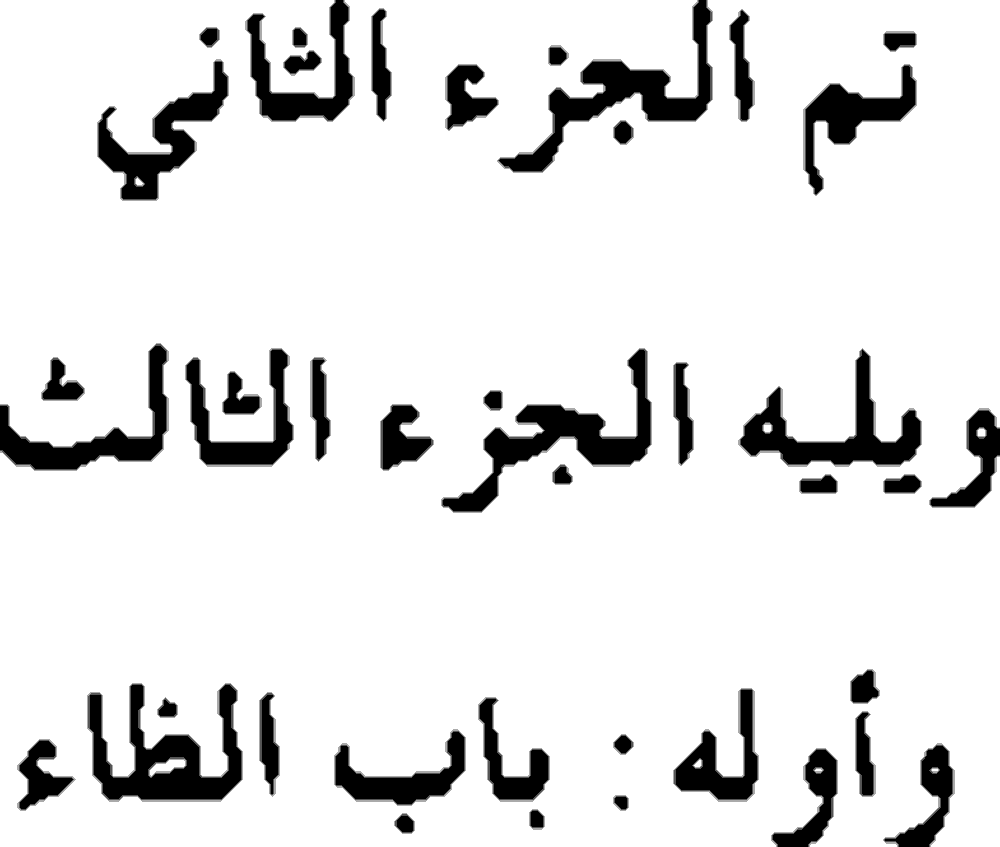 تم الجزء الثاني
ويليه الجزء الثالث
وأوله : باب الظاء